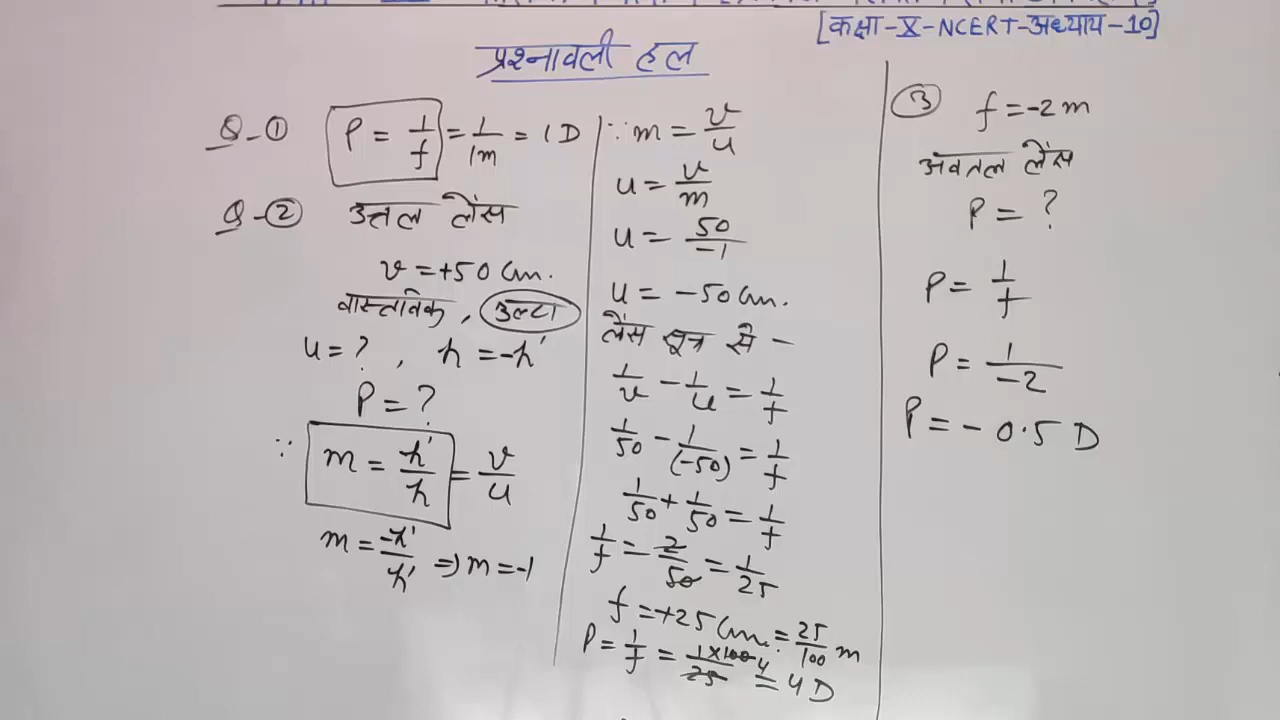 [कक्षा-X-NCERT-अध्याय-10]
प्रश्नावली हल
Q-① P = 1/f = 1/1m = 1D
Q-② उत्तल लेंस
v = +50 Cm.
वास्तविक, उल्टा
u = ? , h = -h'
P = ?
∵ m = h'/h = v/u
m = -h'/h' ⇒ m = -1
∵ m = v/u
u = v/m
u = 50/-1
u = -50 Cm.
लेंस सूत्र से -
1/v - 1/u = 1/f
1/50 - 1/(-50) = 1/f
1/50 + 1/50 = 1/f
1/f = 2/50 = 1/25
f = +25 Cm. = 25/100 m
P = 1/f = 1×100/25 4 = 4D
③ f = -2m
अवतल लेंस
P = ?
P = 1/f
P = 1/-2
P = - 0.5 D